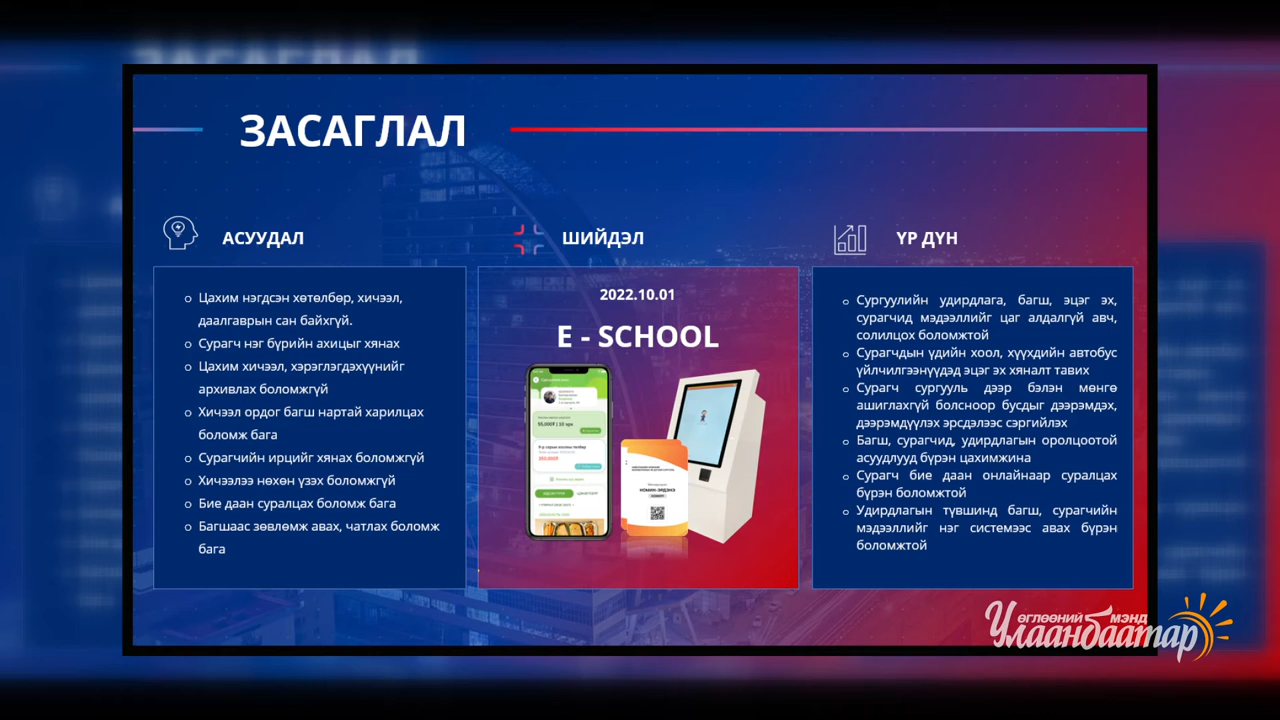 ЗАСАГЛАЛ
АСУУДАЛ
Цахим нэгдсэн хөтөлбөр, хичээл,
даалгаврын сан байхгүй.
Сурагч нэг бүрийн ахицыг хянах
Цахим хичээл, хэрэглэгдэхүүнийг
архивлах боломжгүй
Хичээл ордог багш нартай харилцах
боломж бага
Сурагчийн ирцийг хянах боломжгүй
Хичээлээ нөхөн үзэх боломжгүй
Бие даан суралцах боломж бага
Багшаас зөвлөмж авах, чатлах боломж
бага
ШИЙДЭЛ
2022.10.01
E - SCHOOL
НОМИН-ЭРДЭНЭ
ҮР ДҮН
Сургуулийн удирдлага, багш, эцэг эх,
сурагчид мэдээллийг цаг алдалгүй авч,
солилцох боломжтой
Сурагчдын үдийн хоол, хүүхдийн автобус
үйлчилгээнүүдэд эцэг эх хяналт тавих
Сурагч сургууль дээр бэлэн мөнгө
ашиглахгүй болсноор бусдыг дээрэмдэх,
дээрэмдүүлэх эрсдэлээс сэргийлэх
Багш, сурагчид, удирдлагын оролцоотой
асуудлууд бүрэн цахимжина
Сурагч бие даан онлайнаар суралцах
бүрэн боломжтой
Удирдлагын түвшинд багш, сурагчийн
мэдээллийг нэг системээс авах бүрэн
боломжтой
өглөөний мэнд
Улаанбаатар